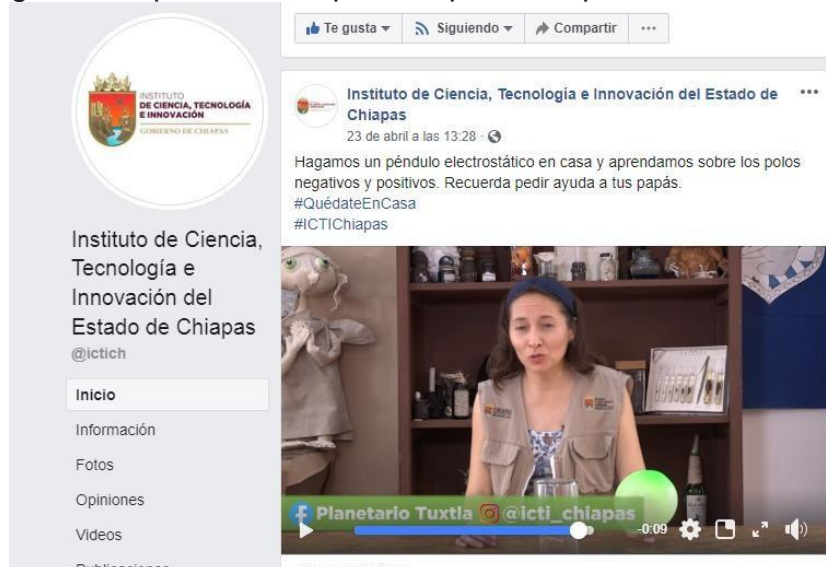 INSTITUTO
DE CIENCIA, TECNOLOGÍA
E INNOVACIÓN
GOBIERNO DE CHIAPAS
Instituto de Ciencia,
Tecnología e
Innovación del
Estado de Chiapas
@ictich
Inicio
Información
Fotos
Opiniones
Videos
Te gusta
Siguiendo
Compartir
Instituto de Ciencia, Tecnología e Innovación del Estado de
Chiapas
23 de abril a las 13:28 ·
Hagamos un péndulo electrostático en casa y aprendamos sobre los polos
negativos y positivos. Recuerda pedir ayuda a tus papás.
#QuédateEnCasa
#ICTIChiapas
Planetario Tuxtla @icti_chiapas
-0:09